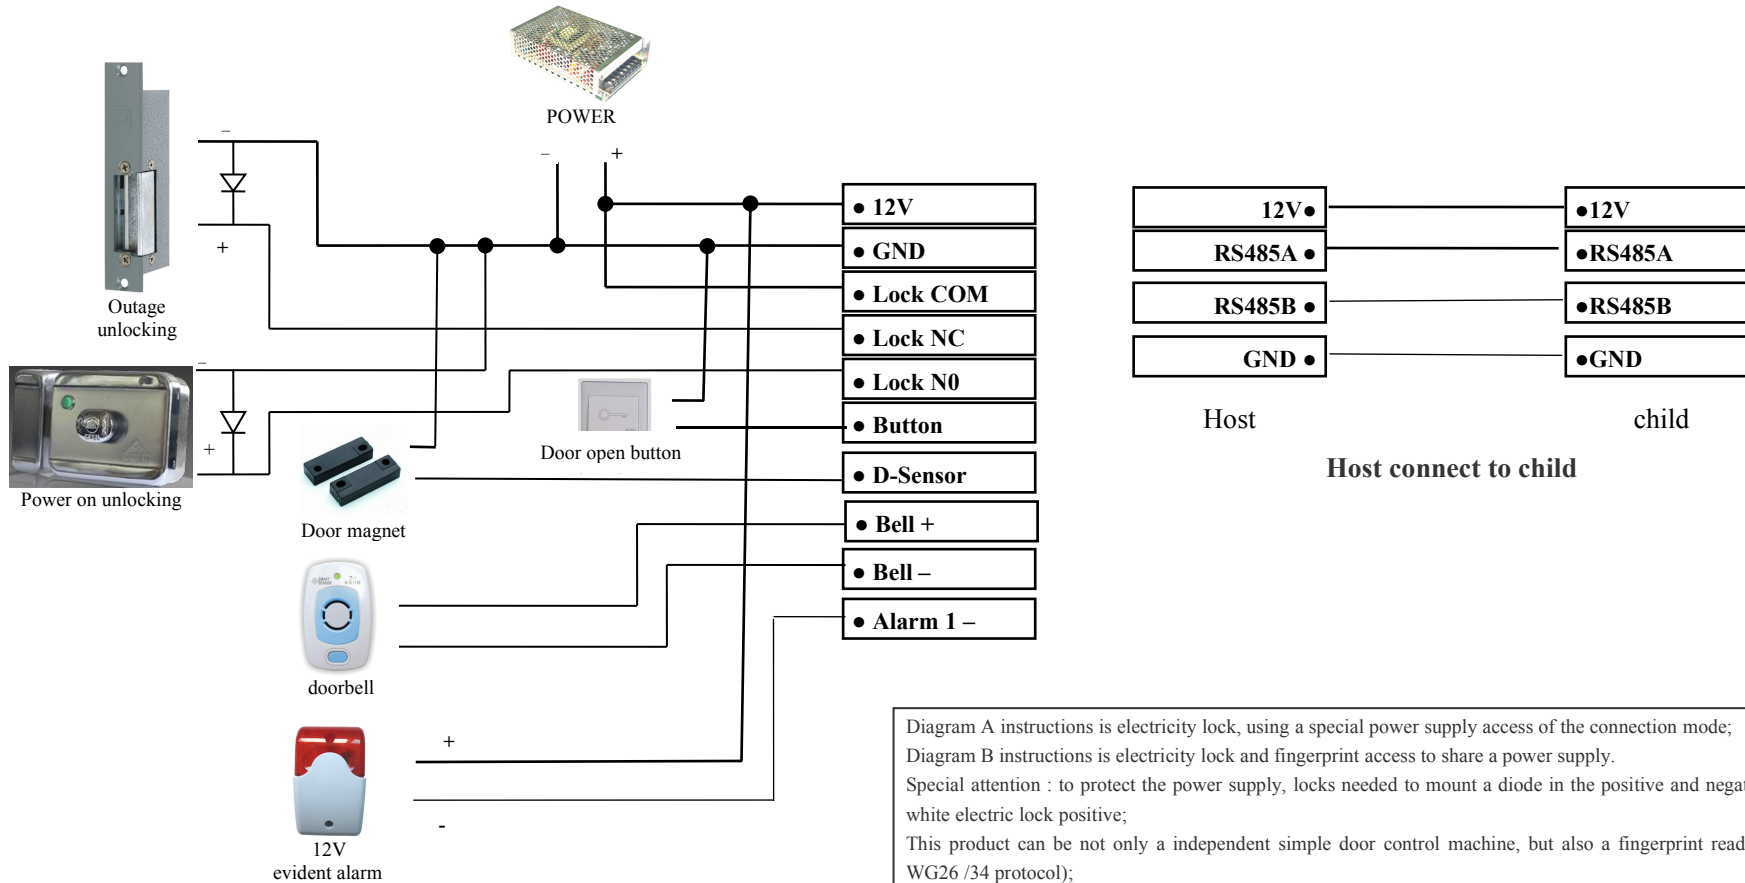 POWER
–
+
–
+
Outage
unlocking
–
+
Power on unlocking
Door magnet
Door open button
doorbell
+
-
12V
evident alarm
● 12V
● GND
● Lock COM
● Lock NC
● Lock N0
● Button
● D-Sensor
● Bell +
● Bell –
● Alarm 1 –
12V● ●12V
RS485A ● ●RS485A
RS485B ● ●RS485B
GND ● ●GND
Host child
Host connect to child
Diagram A instructions is electricity lock, using a special power supply access of the connection mode;
Diagram B instructions is electricity lock and fingerprint access to share a power supply.
Special attention : to protect the power supply, locks needed to mount a diode in the positive and negat
white electric lock positive;
This product can be not only a independent simple door control machine, but also a fingerprint read
WG26 /34 protocol);